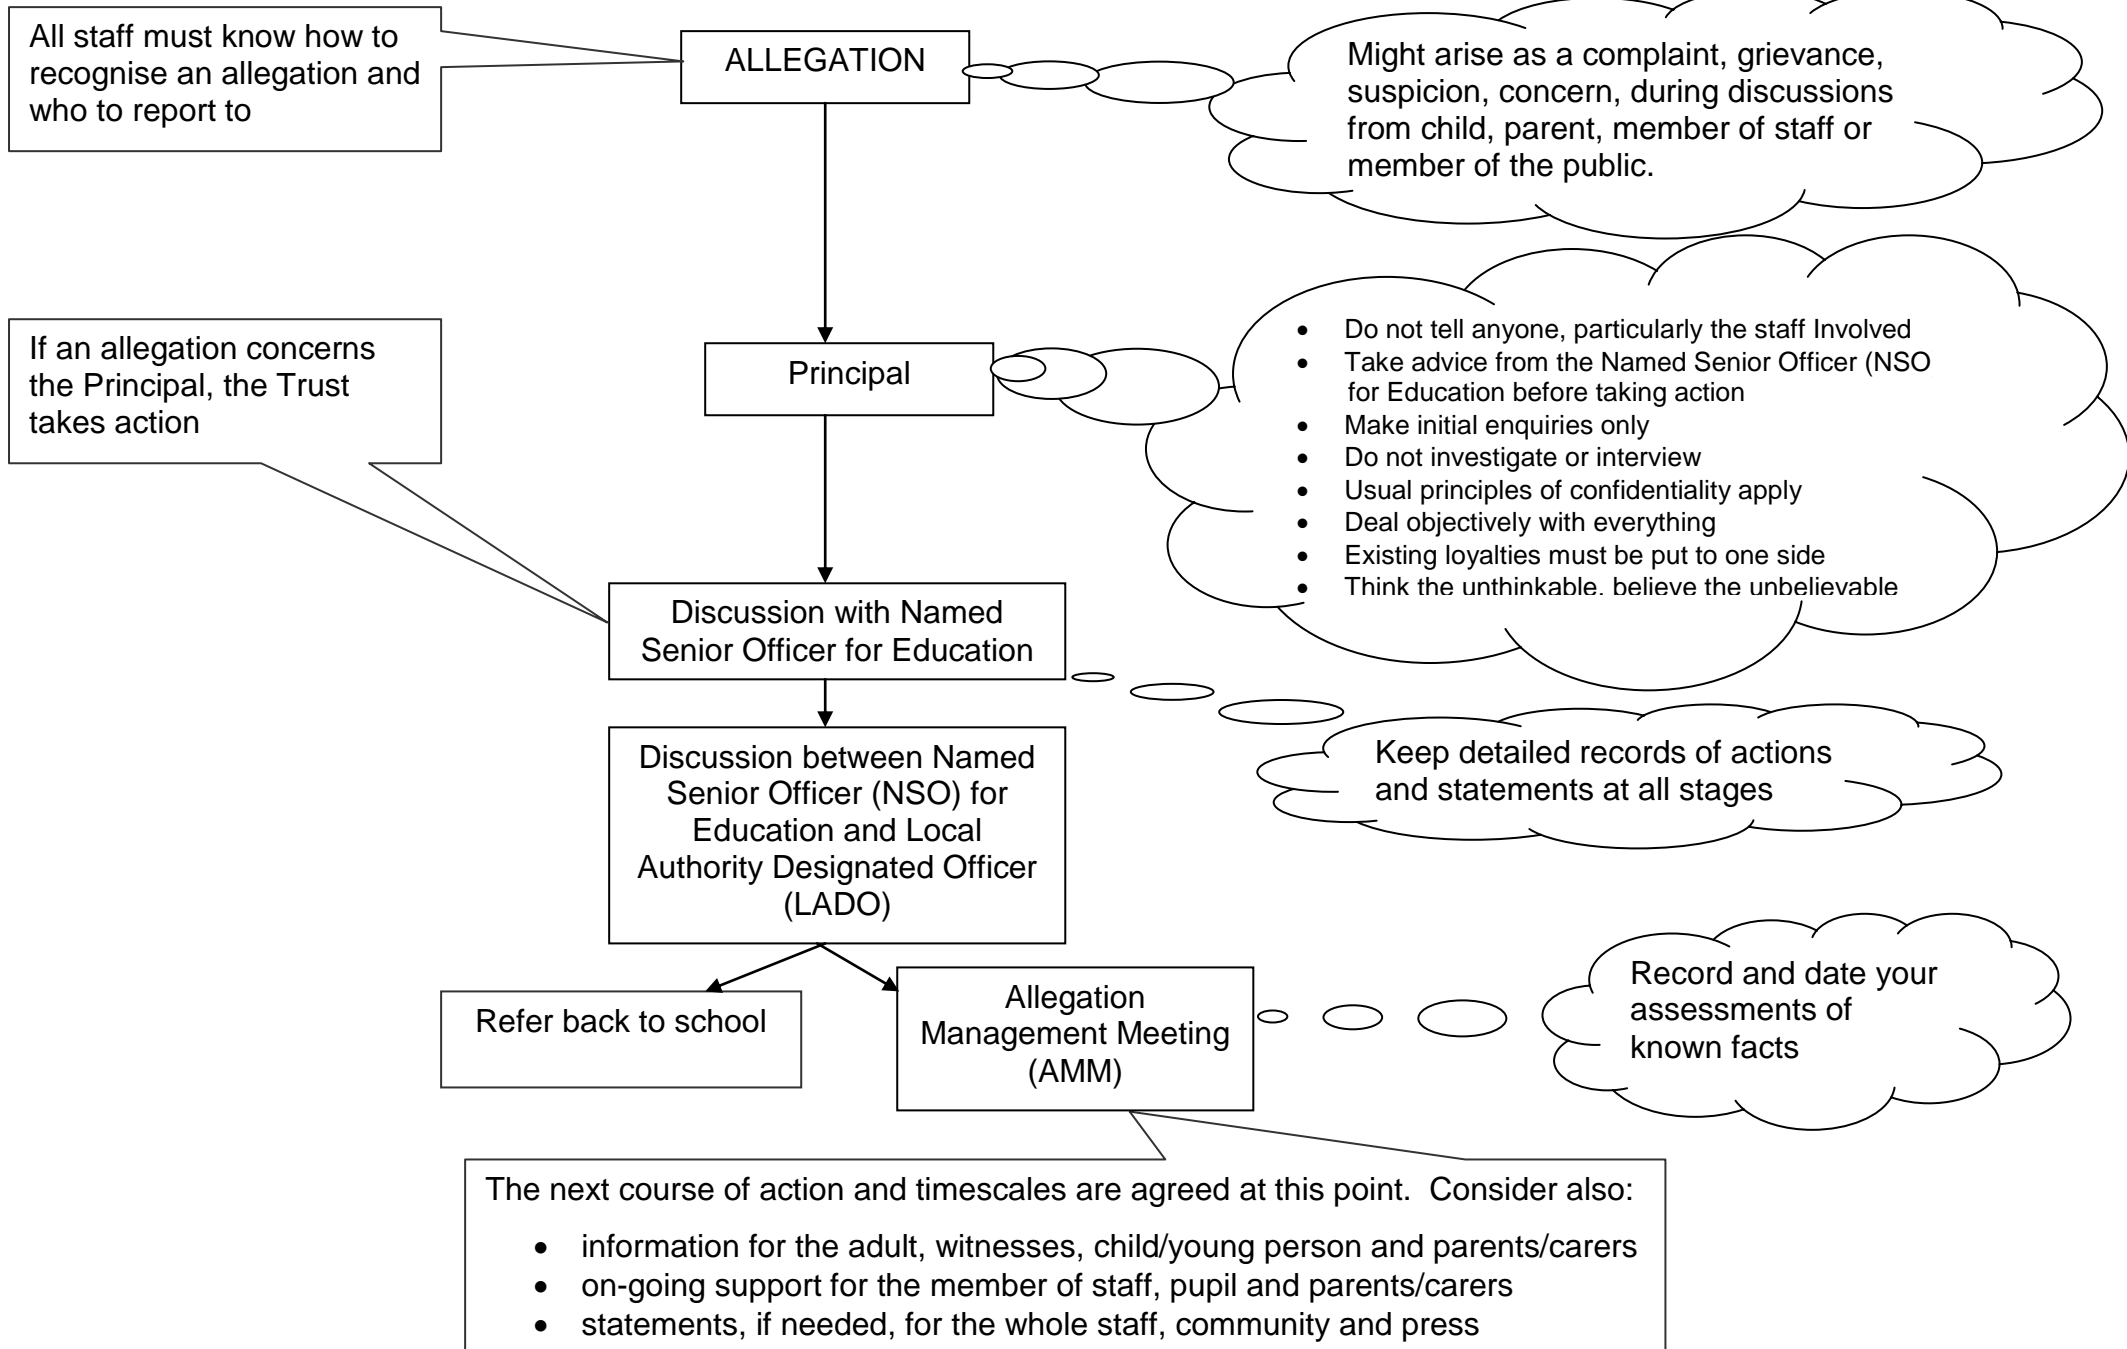 All staff must know how to
recognise an allegation and
who to report to
ALLEGATION
Might arise as a complaint, grievance,
suspicion, concern, during discussions
from child, parent, member of staff or
member of the public.
If an allegation concerns
the Principal, the Trust
takes action
Principal
• Do not tell anyone, particularly the staff Involved
• Take advice from the Named Senior Officer (NSO
for Education before taking action
• Make initial enquiries only
• Do not investigate or interview
• Usual principles of confidentiality apply
• Deal objectively with everything
• Existing loyalties must be put to one side
• Think the unthinkable, believe the unbelievable
Discussion with Named
Senior Officer for Education
Keep detailed records of actions
and statements at all stages
Discussion between Named
Senior Officer (NSO) for
Education and Local
Authority Designated Officer
(LADO)
Refer back to school
Allegation
Management Meeting
(AMM)
Record and date your
assessments of
known facts
The next course of action and timescales are agreed at this point.  Consider also:
• information for the adult, witnesses, child/young person and parents/carers
• on-going support for the member of staff, pupil and parents/carers
• statements, if needed, for the whole staff, community and press